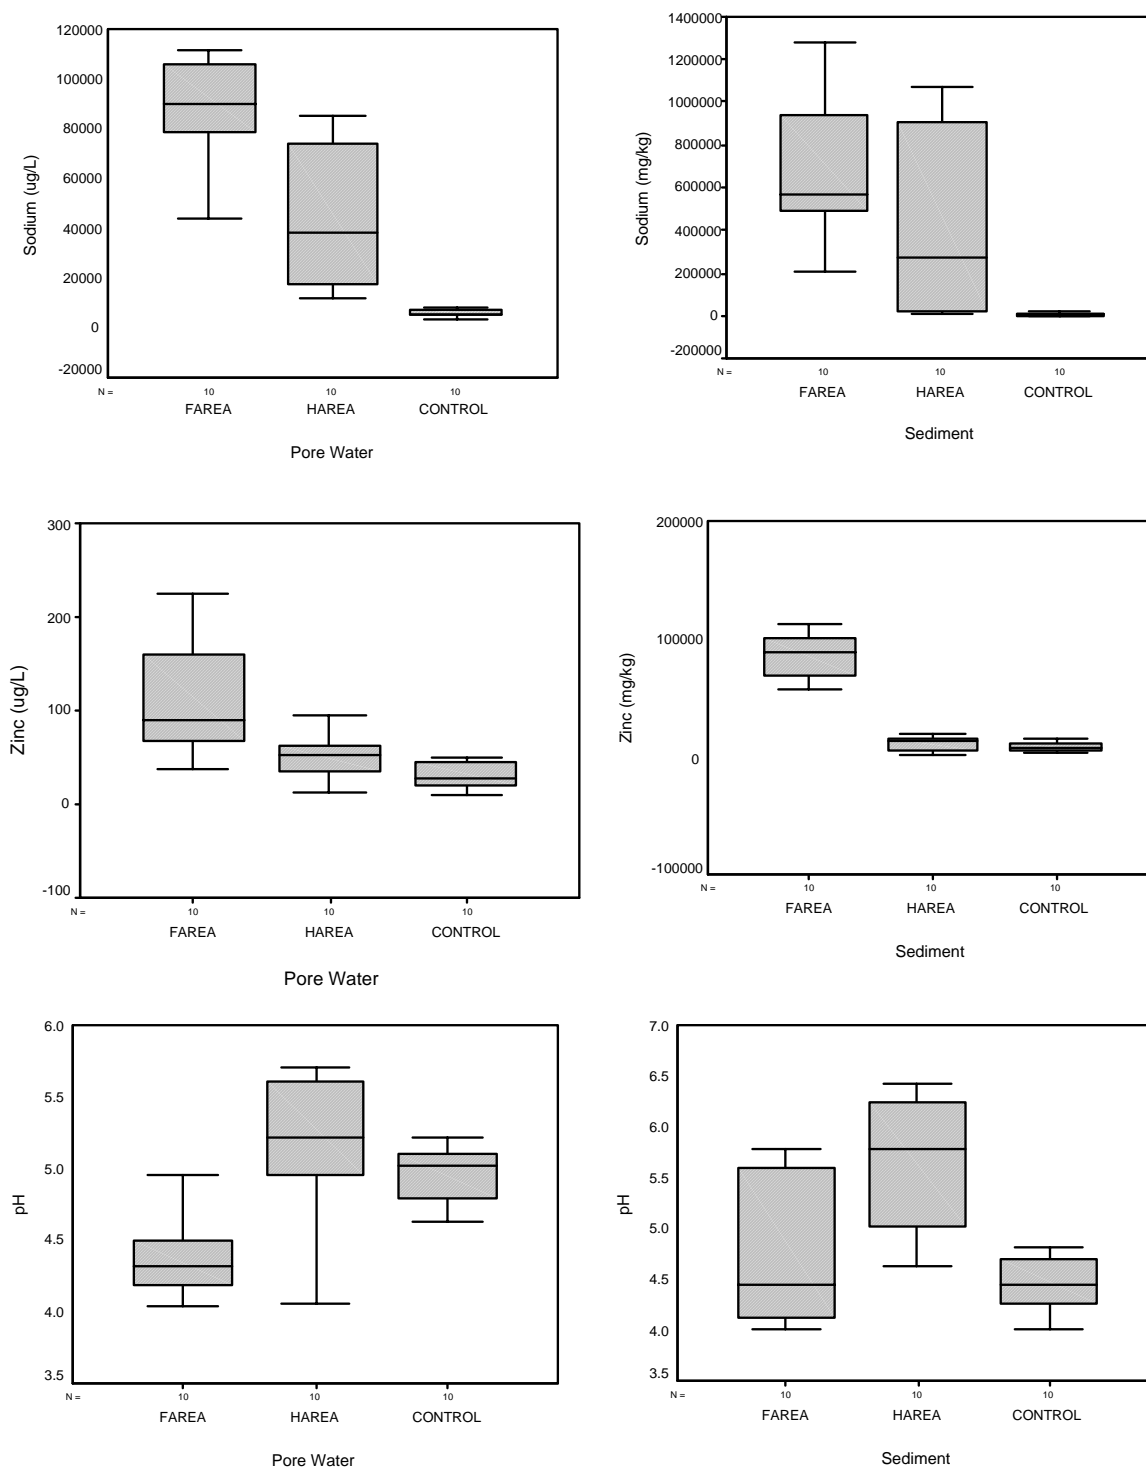 120000
100000
80000
60000
40000
20000
0
-20000
Sodium (ug/L)
N = 10 10 10
FAREA HAREA CONTROL
Pore Water
1400000
1200000
1000000
800000
600000
400000
200000
0
-200000
Sodium (mg/kg)
N = 10 10 10
FAREA HAREA CONTROL
Sediment
300
200
100
0
-100
Zinc (ug/L)
N = 10 10 10
FAREA HAREA CONTROL
Pore Water
200000
100000
0
-100000
Zinc (mg/kg)
N = 10 10 10
FAREA HAREA CONTROL
Sediment
6.0
5.5
5.0
4.5
4.0
3.5
pH
N = 10 10 10
FAREA HAREA CONTROL
Pore Water
7.0
6.5
6.0
5.5
5.0
4.5
4.0
3.5
pH
N = 10 10 10
FAREA HAREA CONTROL
Sediment